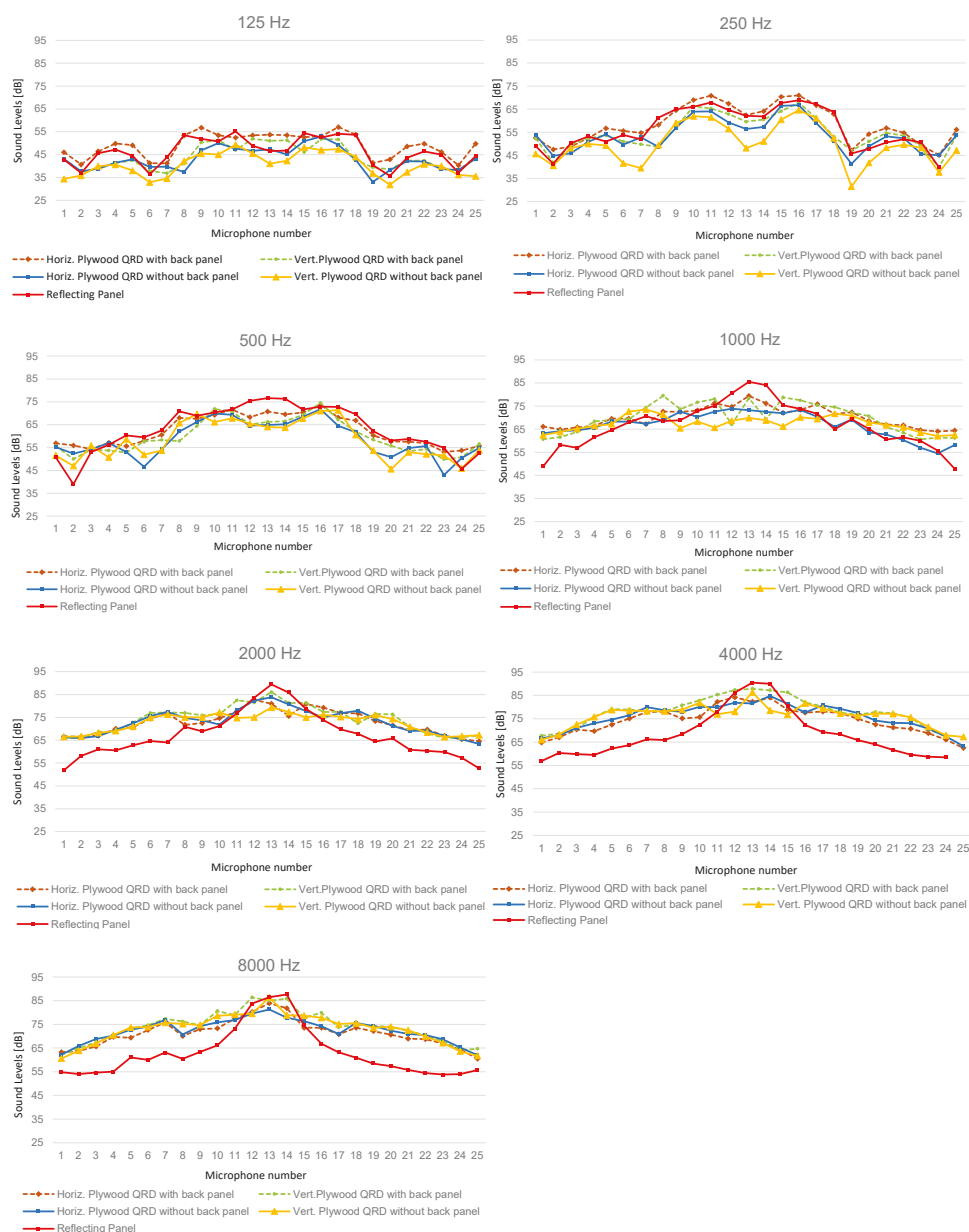 125 Hz
Sound Levels [dB]
95
85
75
65
55
45
35
25
1 2 3 4 5 6 7 8 9 10 11 12 13 14 15 16 17 18 19 20 21 22 23 24 25
Microphone number
Horiz. Plywood QRD with back panel Vert.Plywood QRD with back panel
Horiz. Plywood QRD without back panel Vert. Plywood QRD without back panel
Reflecting Panel
250 Hz
Sound Levels [dB]
95
85
75
65
55
45
35
25
1 2 3 4 5 6 7 8 9 10 11 12 13 14 15 16 17 18 19 20 21 22 23 24 25
Microphone number
Horiz. Plywood QRD with back panel Vert.Plywood QRD with back panel
Horiz. Plywood QRD without back panel Vert. Plywood QRD without back panel
Reflecting Panel
500 Hz
Sound Levels [dB]
95
85
75
65
55
45
35
25
1 2 3 4 5 6 7 8 9 10 11 12 13 14 15 16 17 18 19 20 21 22 23 24 25
Microphone number
Horiz. Plywood QRD with back panel Vert.Plywood QRD with back panel
Horiz. Plywood QRD without back panel Vert. Plywood QRD without back panel
Reflecting Panel
1000 Hz
Sound Levels [dB]
95
85
75
65
55
45
35
25
1 2 3 4 5 6 7 8 9 10 11 12 13 14 15 16 17 18 19 20 21 22 23 24 25
Microphone number
Horiz. Plywood QRD with back panel Vert.Plywood QRD with back panel
Horiz. Plywood QRD without back panel Vert. Plywood QRD without back panel
Reflecting Panel
2000 Hz
Sound Levels [dB]
95
85
75
65
55
45
35
25
1 2 3 4 5 6 7 8 9 10 11 12 13 14 15 16 17 18 19 20 21 22 23 24 25
Microphone number
Horiz. Plywood QRD with back panel Vert.Plywood QRD with back panel
Horiz. Plywood QRD without back panel Vert. Plywood QRD without back panel
Reflecting Panel
4000 Hz
Sound Levels [dB]
95
85
75
65
55
45
35
25
1 2 3 4 5 6 7 8 9 10 11 12 13 14 15 16 17 18 19 20 21 22 23 24 25
Microphone number
Horiz. Plywood QRD with back panel Vert.Plywood QRD with back panel
Horiz. Plywood QRD without back panel Vert. Plywood QRD without back panel
Reflecting Panel
8000 Hz
Sound Levels [dB]
95
85
75
65
55
45
35
25
1 2 3 4 5 6 7 8 9 10 11 12 13 14 15 16 17 18 19 20 21 22 23 24 25
Microphone number
Horiz. Plywood QRD with back panel Vert.Plywood QRD with back panel
Horiz. Plywood QRD without back panel Vert. Plywood QRD without back panel
Reflecting Panel